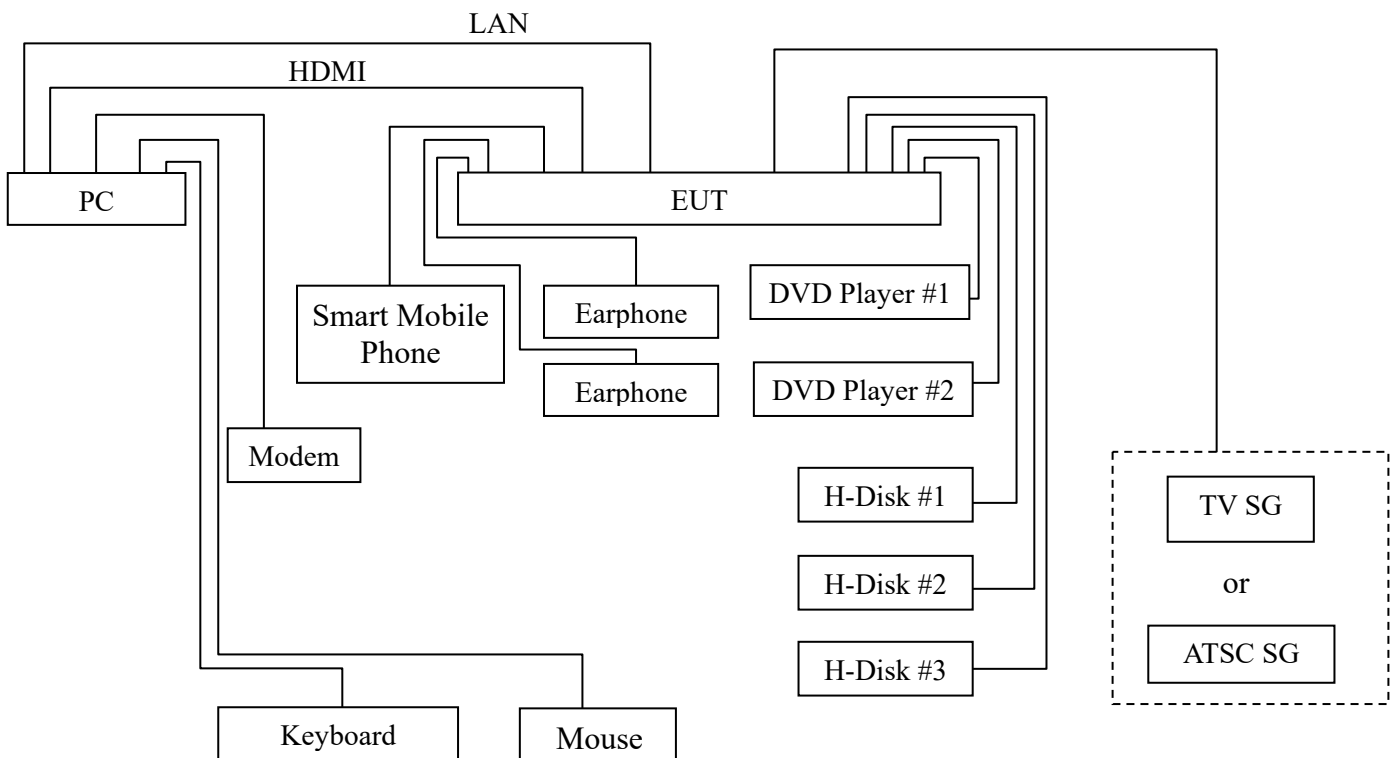 LAN
HDMI
PC
EUT
Smart Mobile
Phone
Earphone
Earphone
DVD Player #1
DVD Player #2
Modem
H-Disk #1
H-Disk #2
H-Disk #3
TV SG
or
ATSC SG
Keyboard
Mouse